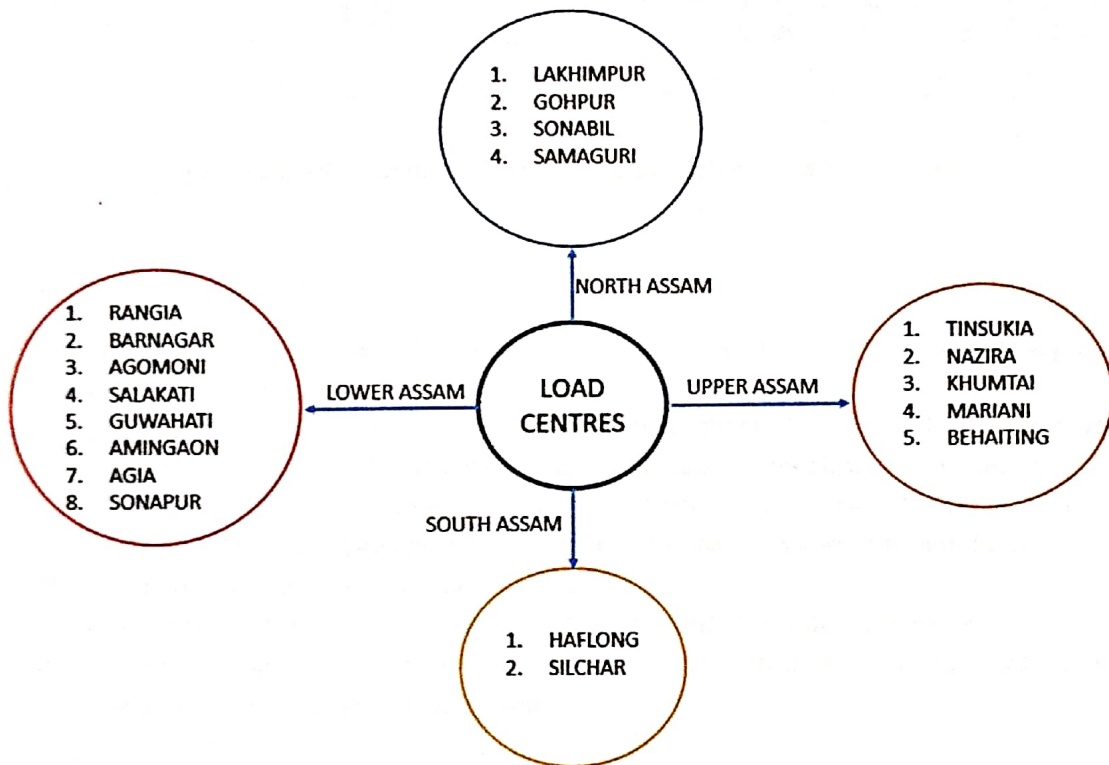 1. LAKHIMPUR
2. GOHPUR
3. SONABIL
4. SAMAGURI
NORTH ASSAM
1. RANGIA
2. BARNAGAR
3. AGOMONI
4. SALAKATI
5. GUWAHATI
6. AMINGAON
7. AGIA
8. SONAPUR
LOWER ASSAM
LOAD
CENTRES
UPPER ASSAM
1. TINSUKIA
2. NAZIRA
3. KHUMTAI
4. MARIANI
5. BEHAITING
SOUTH ASSAM
1. HAFLONG
2. SILCHAR